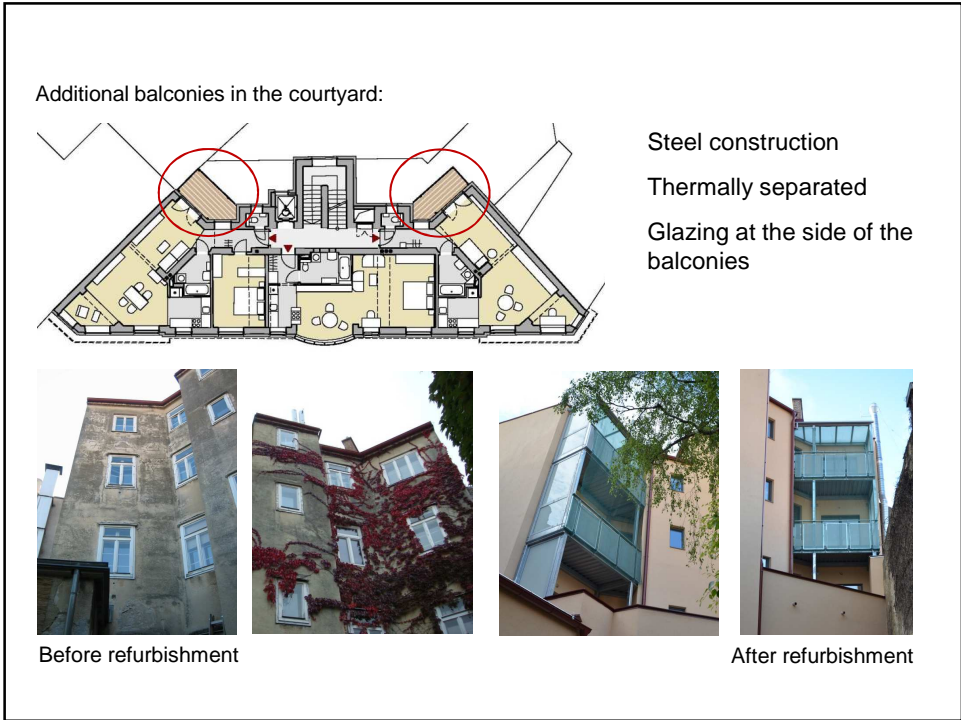 Additional balconies in the courtyard:
Steel construction
Thermally separated
Glazing at the side of the
balconies
Before refurbishment
After refurbishment